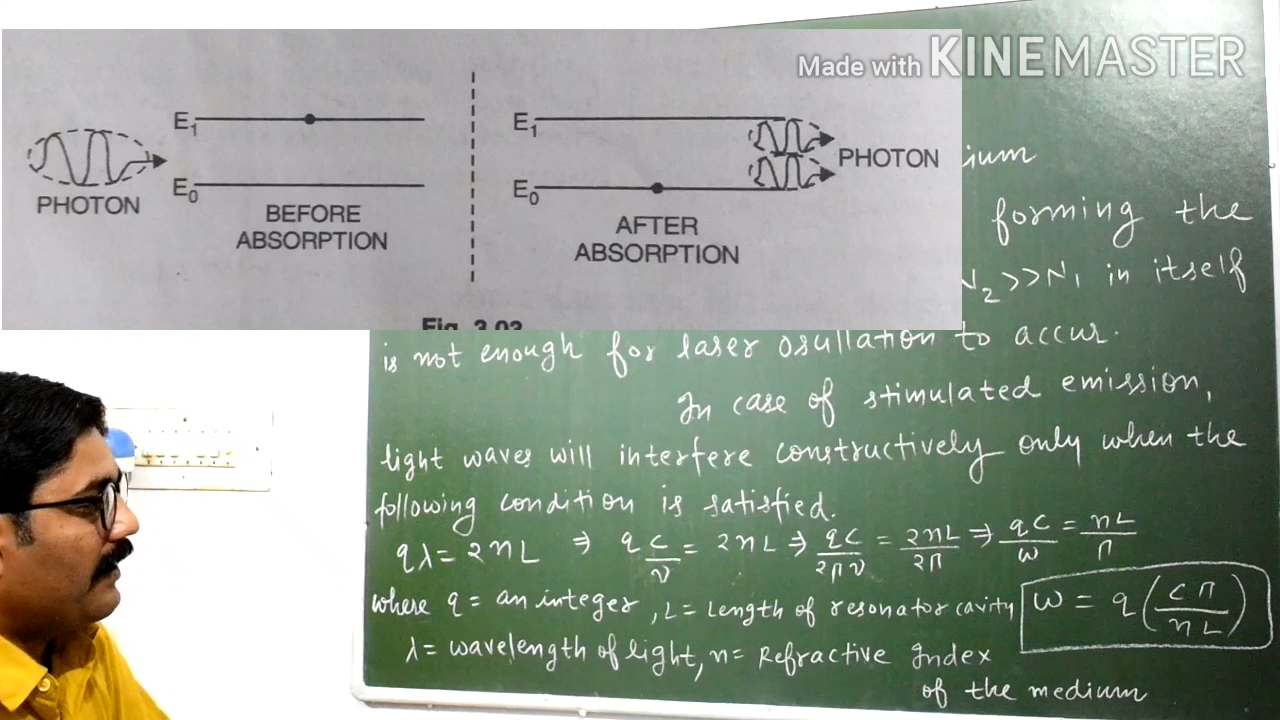 Made with KINEMASTER
E1
E1
PHOTON
E0
E0
PHOTON
BEFORE
ABSORPTION
AFTER
ABSORPTION
Fig. 3.03
ium
forming the
N2 >> N1 in itself
is not enough for laser osullation to accur.
In case of stimulated emission,
light waves will interfere constructively only when the
following condition is satisfied.
qλ = 2nL ⇒ q c/ν = 2nL ⇒ qc/2πν = 2nL/2π ⇒ qc/ω = nL/π
where q = an integer, L = Length of resonator cavity
ω = q (cπ/nL)
λ = wavelength of light, n = Refractive Index
of the medium